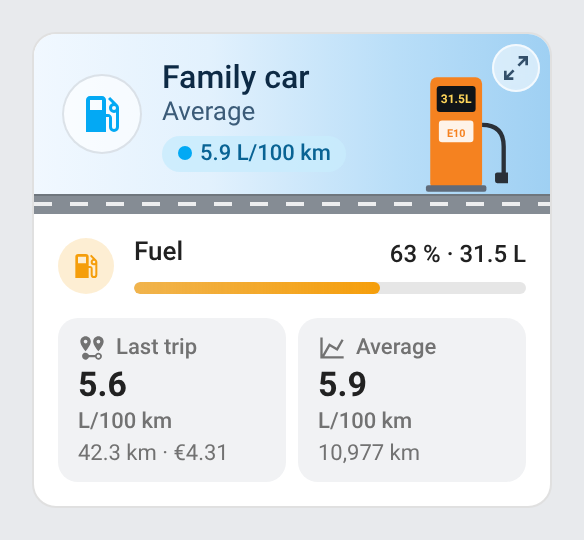 Family car
Average
5.9 L/100 km
31.5L
E10
Fuel
63 % · 31.5 L
Last trip
5.6
L/100 km
42.3 km · €4.31
Average
5.9
L/100 km
10,977 km